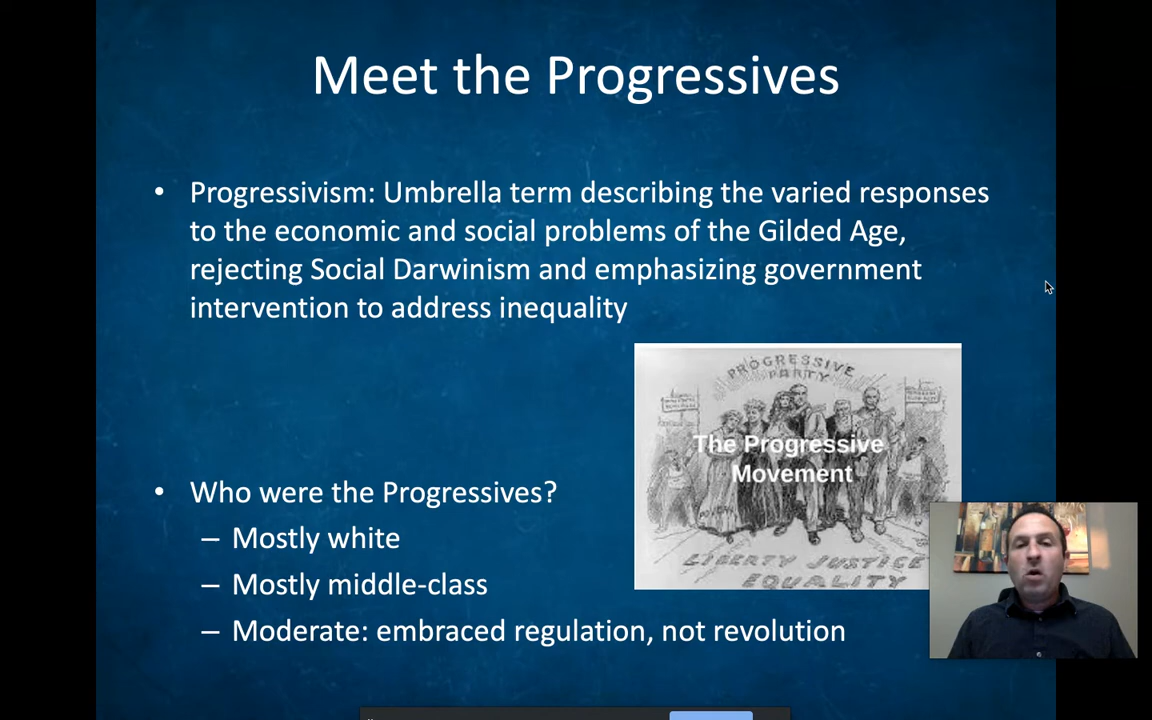 Meet the Progressives
• Progressivism: Umbrella term describing the varied responses
to the economic and social problems of the Gilded Age,
rejecting Social Darwinism and emphasizing government
intervention to address inequality
PROGRESSIVE
PARTY
The Progressive
Movement
LIBERTY JUSTICE
EQUALITY
• Who were the Progressives?
– Mostly white
– Mostly middle-class
– Moderate: embraced regulation, not revolution